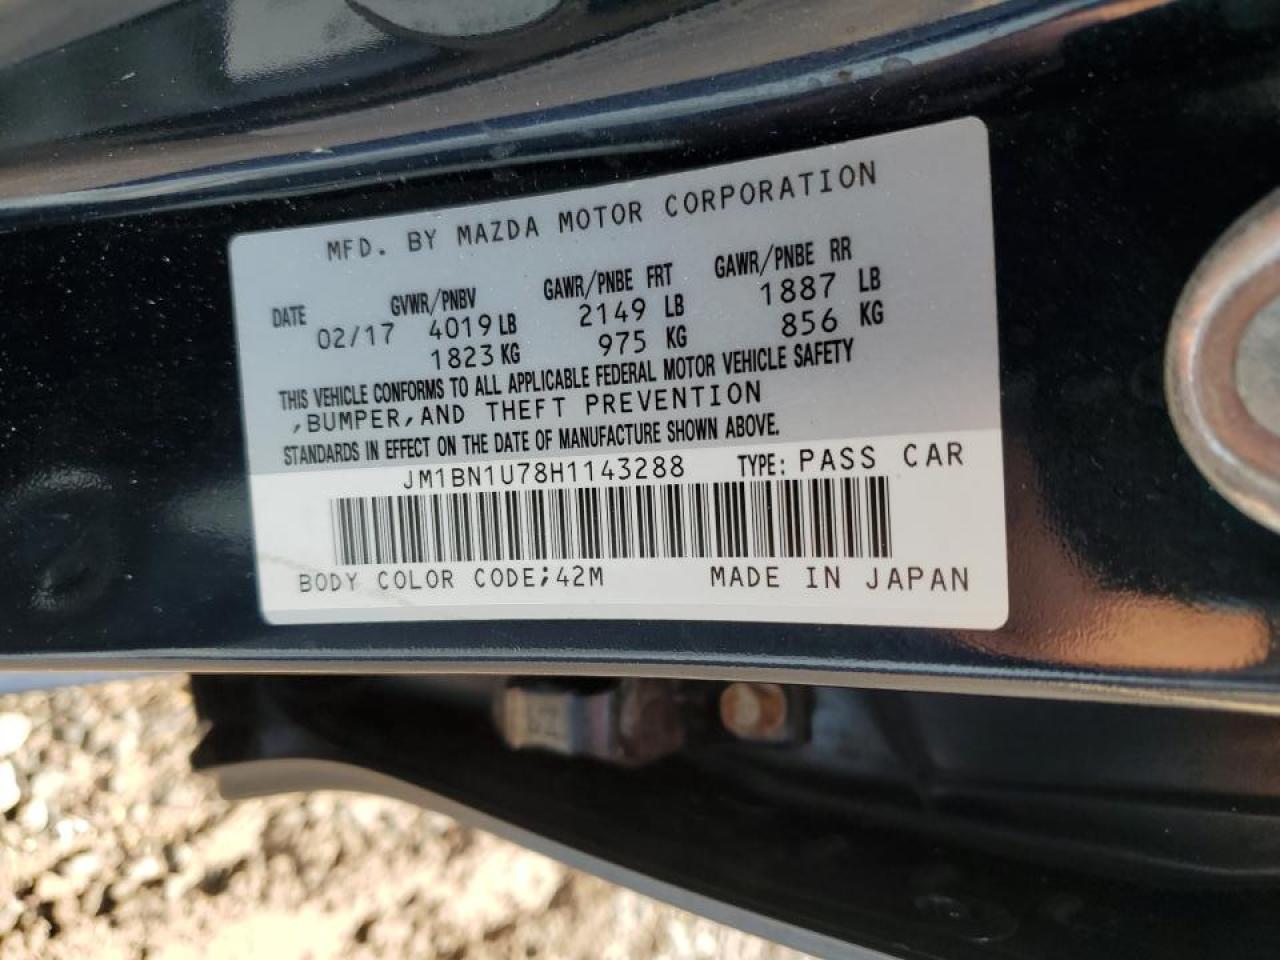 MFD. BY MAZDA MOTOR CORPORATION
DATE GVWR/PNBV GAWR/PNBE FRT GAWR/PNBE RR
02/17 4019 LB 2149 LB 1887 LB
1823 KG 975 KG 856 KG
THIS VEHICLE CONFORMS TO ALL APPLICABLE FEDERAL MOTOR VEHICLE SAFETY
,BUMPER,AND THEFT PREVENTION
STANDARDS IN EFFECT ON THE DATE OF MANUFACTURE SHOWN ABOVE.
JM1BN1U78H1143288 TYPE: PASS CAR
BODY COLOR CODE;42M MADE IN JAPAN